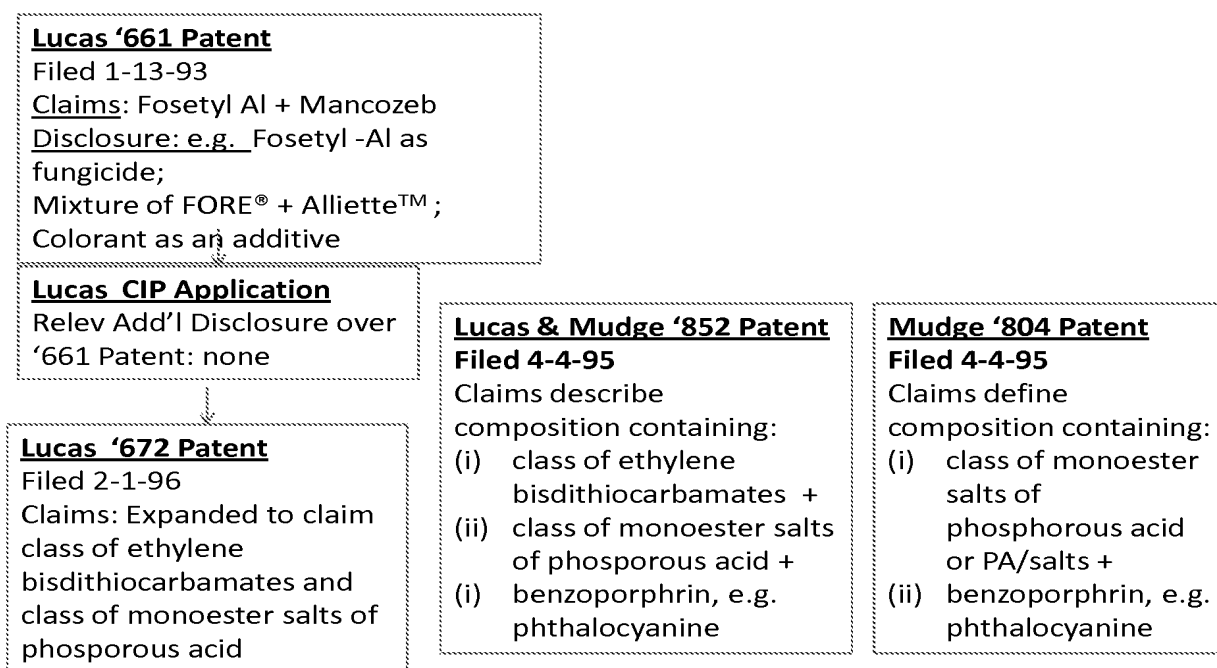 Lucas ‘661 Patent
Filed 1-13-93
Claims: Fosetyl Al + Mancozeb
Disclosure: e.g. Fosetyl -Al as
fungicide;
Mixture of FORE® + Alliette™ ;
Colorant as an additive
Lucas CIP Application
Relev Add’l Disclosure over
‘661 Patent: none
Lucas ‘672 Patent
Filed 2-1-96
Claims: Expanded to claim
class of ethylene
bisdithiocarbamates and
class of monoester salts of
phosporous acid
Lucas & Mudge ‘852 Patent
Filed 4-4-95
Claims describe
composition containing:
(i) class of ethylene
bisdithiocarbamates +
(ii) class of monoester salts
of phosporous acid +
(i) benzoporphrin, e.g.
phthalocyanine
Mudge ‘804 Patent
Filed 4-4-95
Claims define
composition containing:
(i) class of monoester
salts of
phosphorous acid
or PA/salts +
(ii) benzoporphrin, e.g.
phthalocyanine